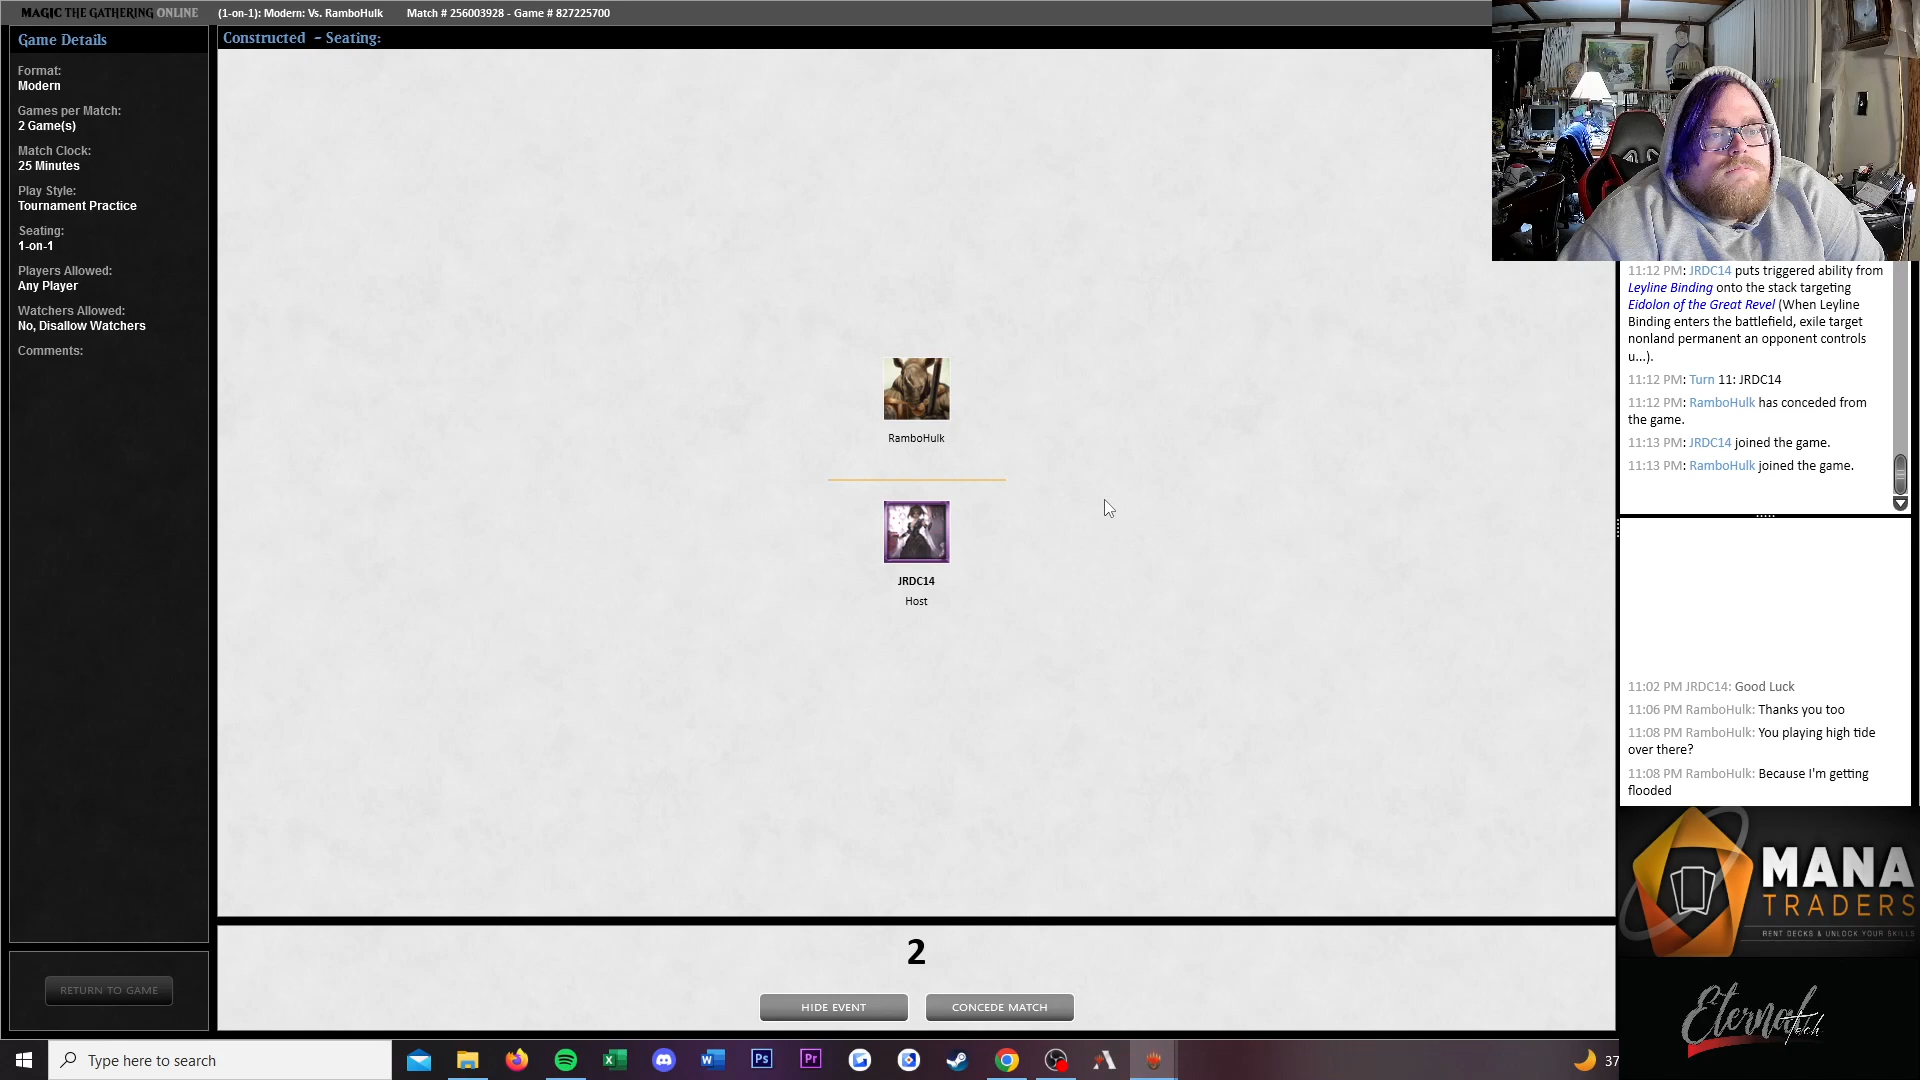 MAGIC THE GATHERING ONLINE
(1-on-1): Modern: Vs. RamboHulk
Match # 256003928 - Game # 827225700
Game Details
Format:
Modern
Games per Match:
2 Game(s)
Match Clock:
25 Minutes
Play Style:
Tournament Practice
Seating:
1-on-1
Players Allowed:
Any Player
Watchers Allowed:
No, Disallow Watchers
Comments:
RETURN TO GAME
Constructed - Seating:
RamboHulk
JRDC14
Host
2
HIDE EVENT
CONCEDE MATCH
11:12 PM: JRDC14 puts triggered ability from
Leyline Binding onto the stack targeting
Eidolon of the Great Revel (When Leyline
Binding enters the battlefield, exile target
nonland permanent an opponent controls
u...).
11:12 PM: Turn 11: JRDC14
11:12 PM: RamboHulk has conceded from
the game.
11:13 PM: JRDC14 joined the game.
11:13 PM: RamboHulk joined the game.
11:02 PM JRDC14: Good Luck
11:06 PM RamboHulk: Thanks you too
11:08 PM RamboHulk: You playing high tide
over there?
11:08 PM RamboHulk: Because I'm getting
flooded
MANA
TRADERS
RENT DECKS & UNLOCK YOUR SKILLS
Eternal
Type here to search
Ps
Pr
37